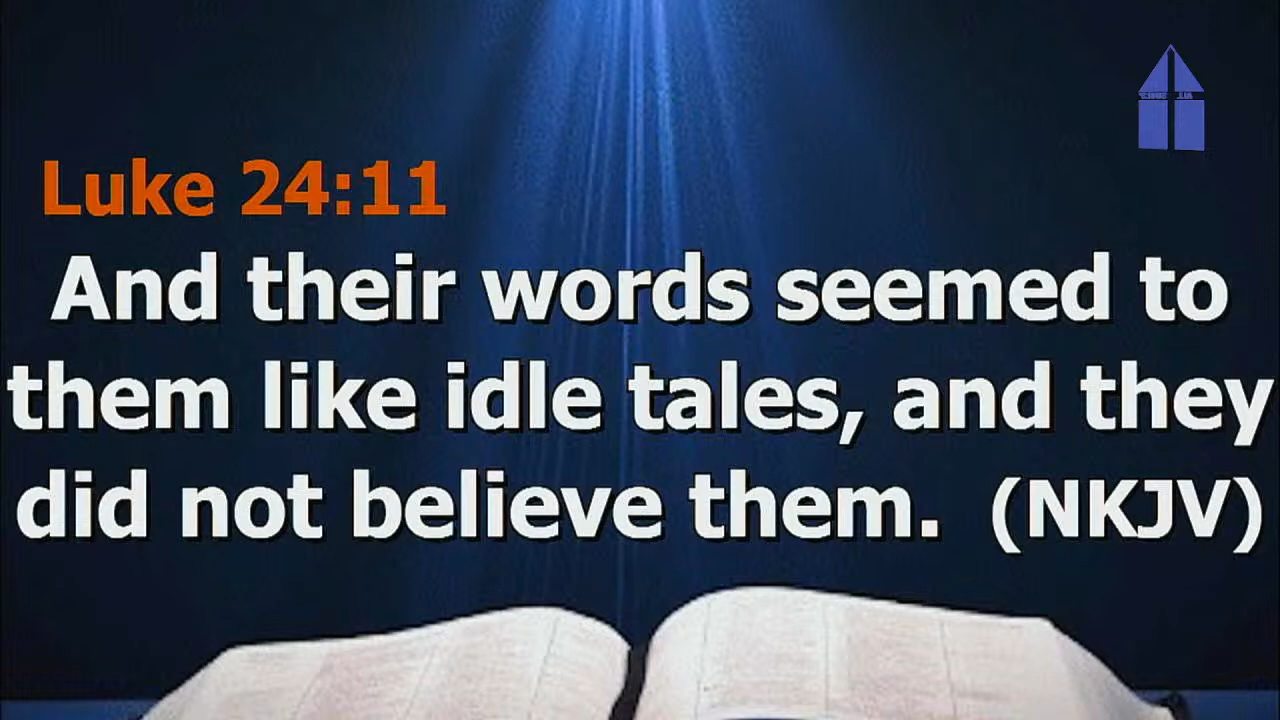 Luke 24:11
And their words seemed to
them like idle tales, and they
did not believe them. (NKJV)